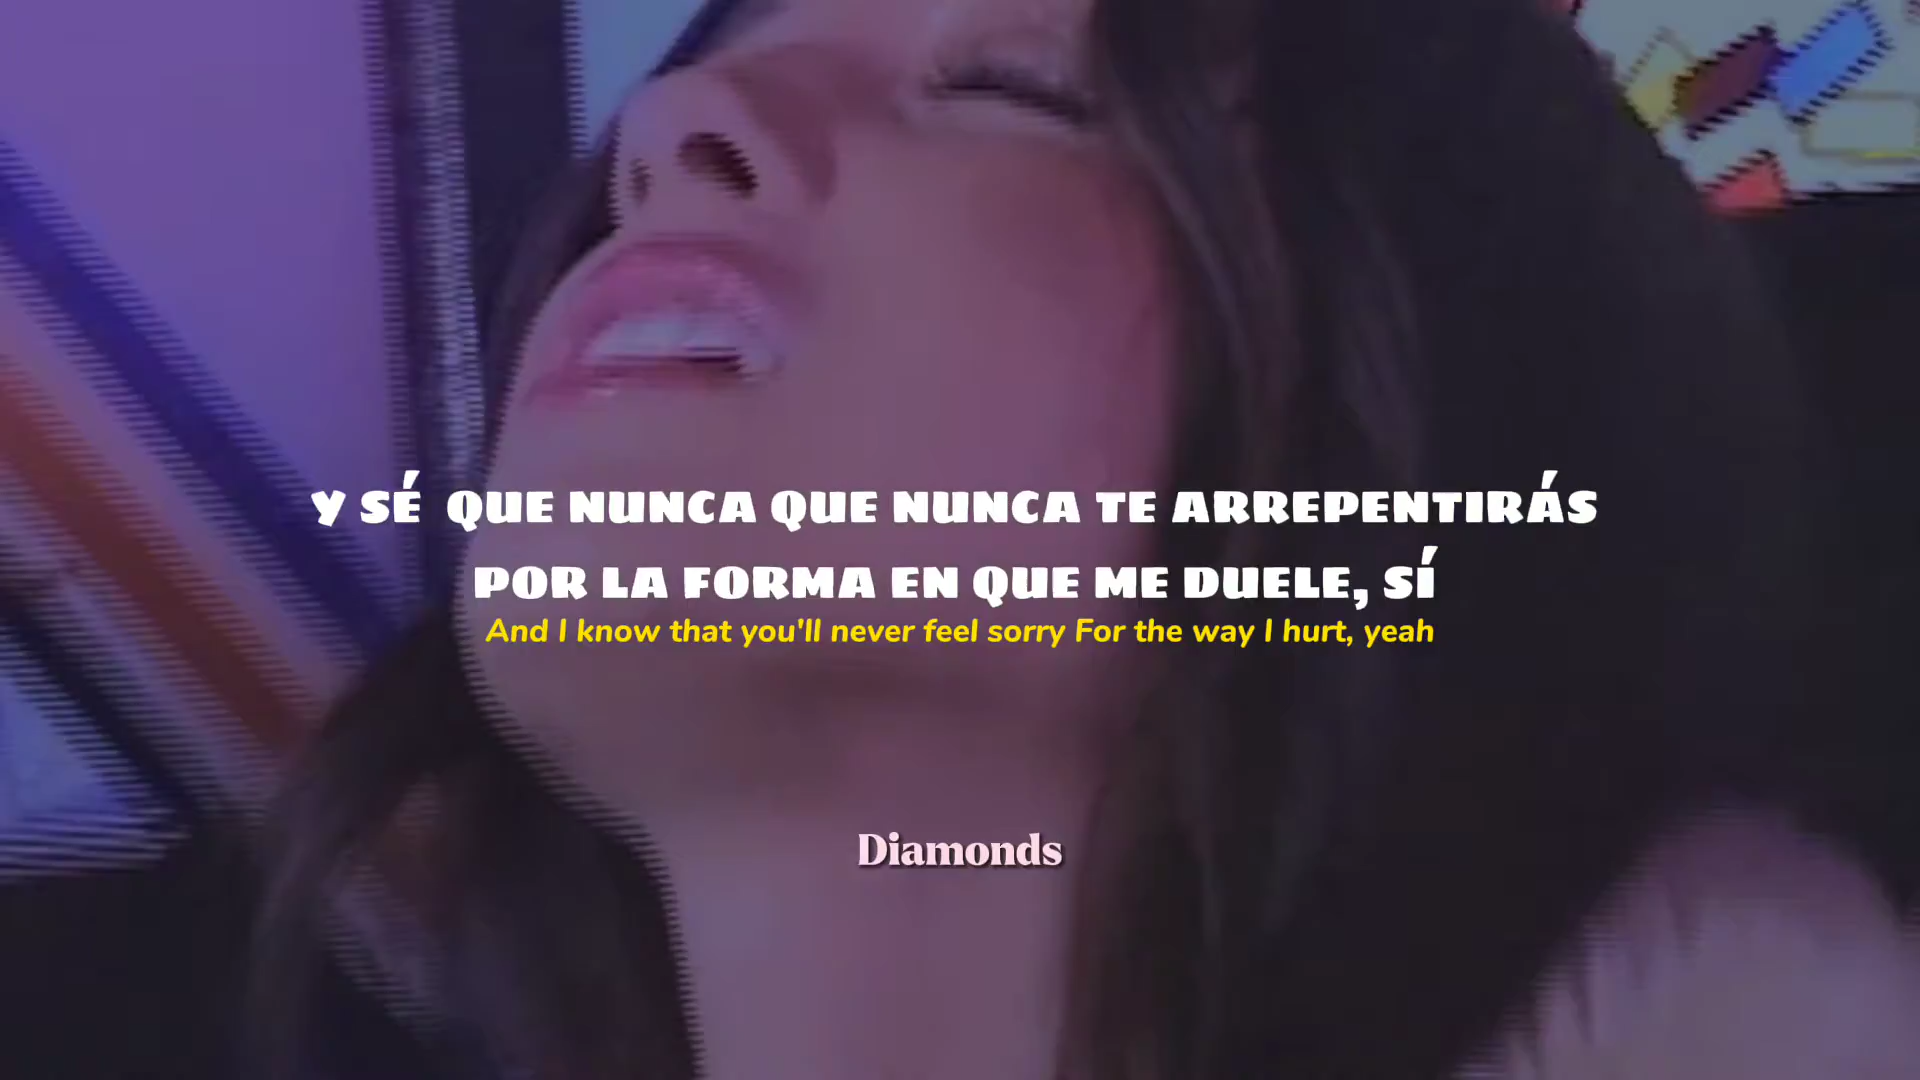 Y SÉ QUE NUNCA QUE NUNCA TE ARREPENTIRÁS
POR LA FORMA EN QUE ME DUELE, SÍ
And I know that you'll never feel sorry For the way I hurt, yeah
Diamonds